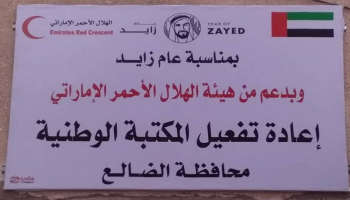 الهلال الأحمر الإماراتي
Emirates Red Crescent
عام
زايد
YEAR OF
ZAYED
بمناسبة عام زايد
وبدعم من هيئة الهلال الأحمر الإماراتي
إعادة تفعيل المكتبة الوطنية
محافظة الضالع